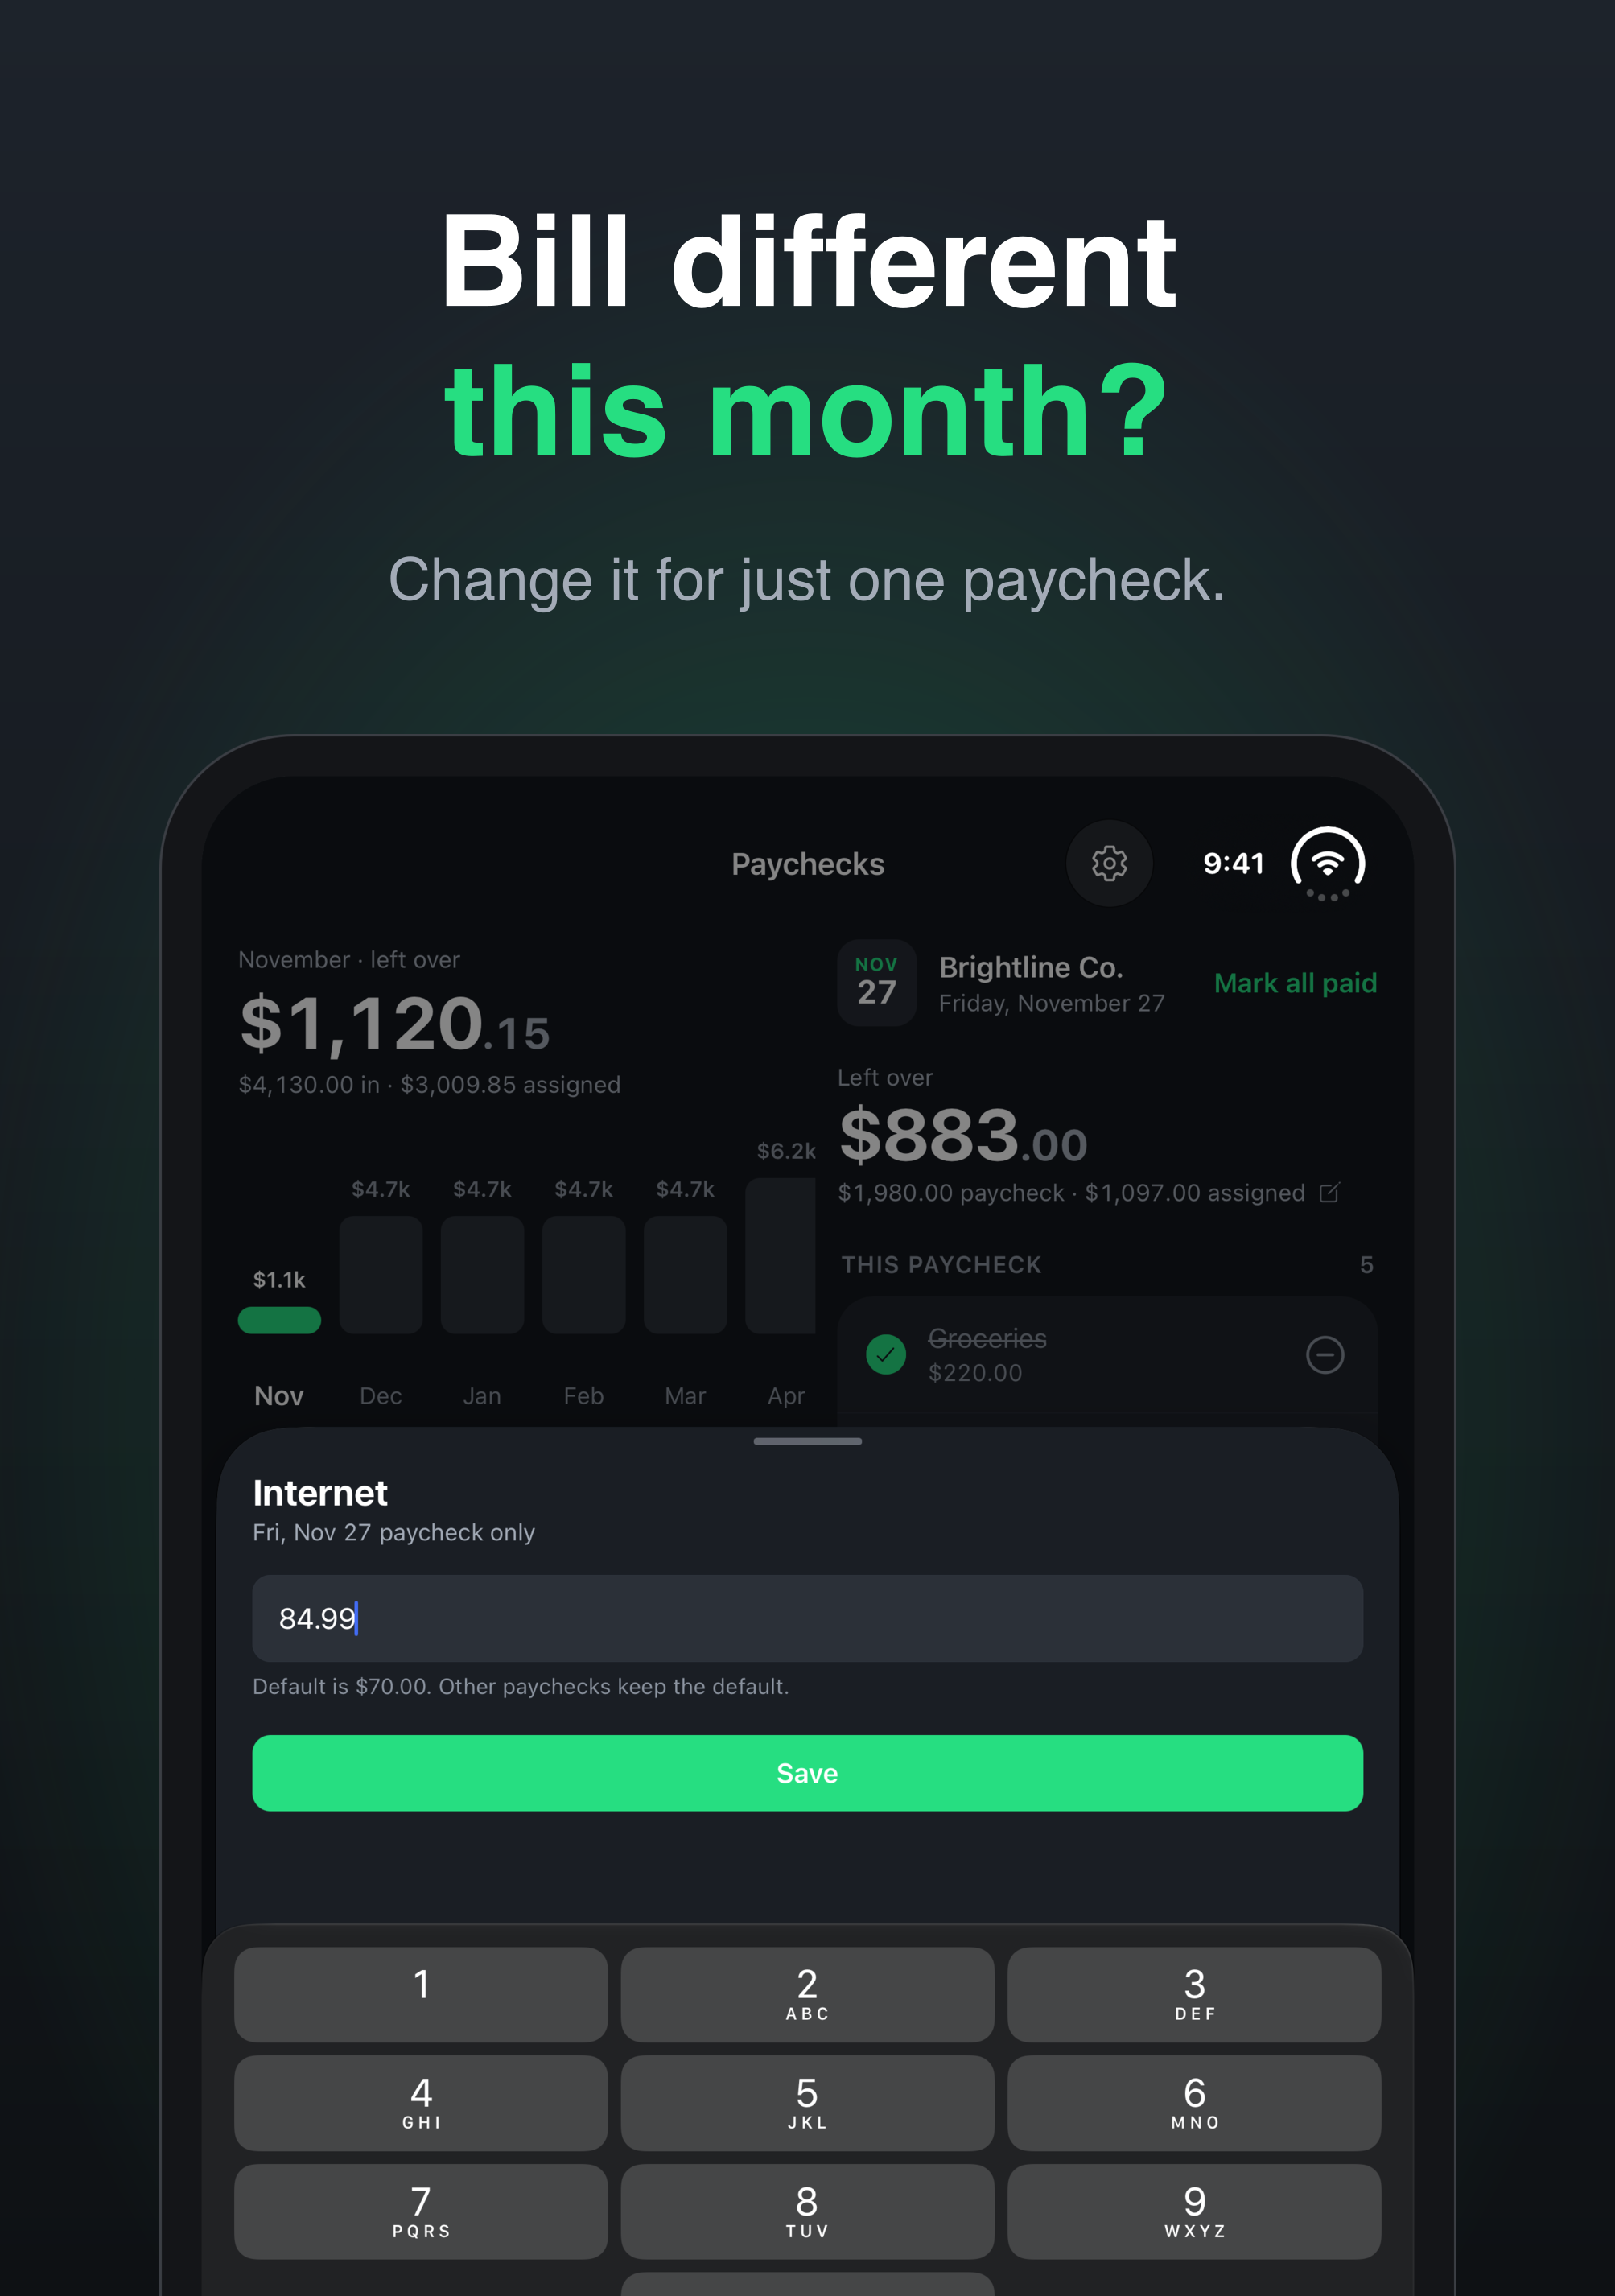 Bill different
this month?
Change it for just one paycheck.
Paychecks
9:41
November · left over
$1,120.15
$4,130.00 in · $3,009.85 assigned
$1.1k
$4.7k
$4.7k
$4.7k
$4.7k
$6.2k
Nov
Dec
Jan
Feb
Mar
Apr
NOV
27
Brightline Co.
Friday, November 27
Mark all paid
Left over
$883.00
$1,980.00 paycheck · $1,097.00 assigned
THIS PAYCHECK
5
Groceries
$220.00
Internet
Fri, Nov 27 paycheck only
84.99
Default is $70.00. Other paychecks keep the default.
Save
1
2
ABC
3
DEF
4
GHI
5
JKL
6
MNO
7
PQRS
8
TUV
9
WXYZ